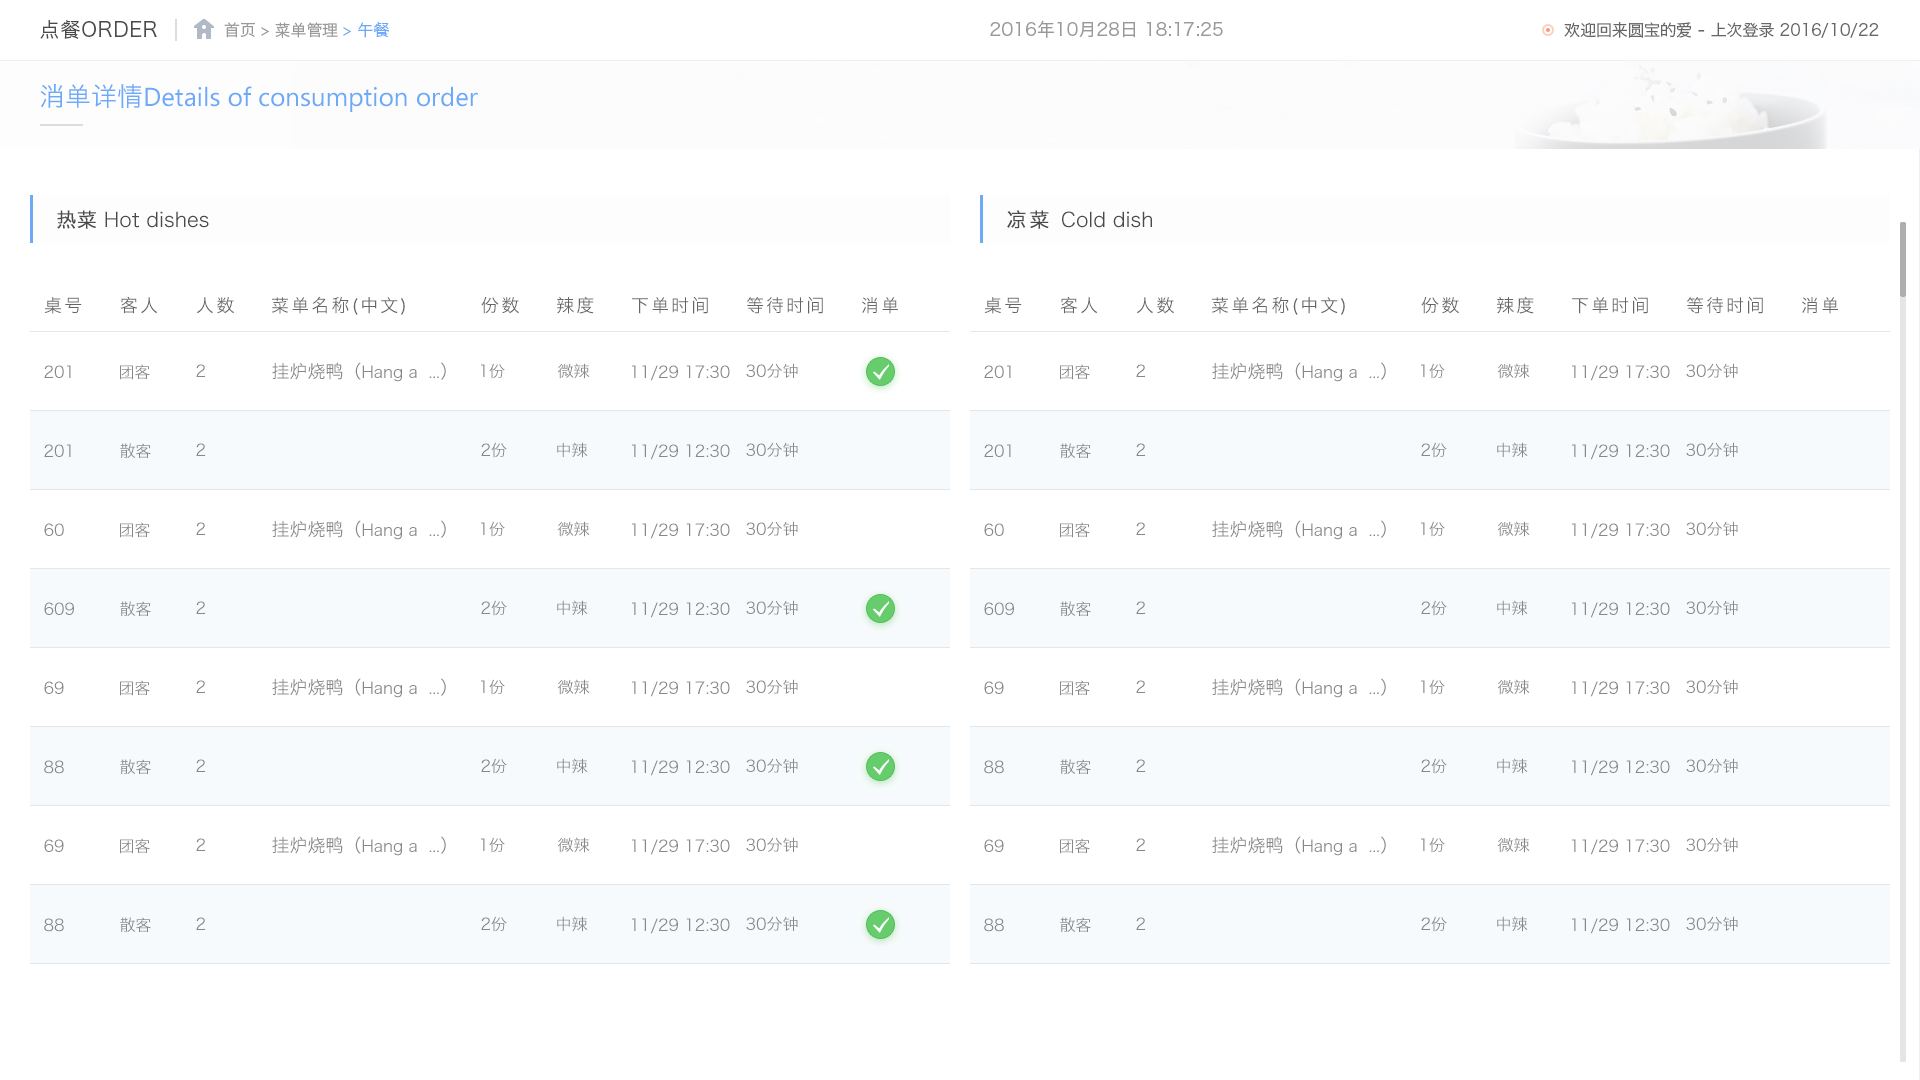 点餐ORDER 首页 > 菜单管理 > 午餐 2016年10月28日 18:17:25 欢迎回来圆宝的爱 - 上次登录 2016/10/22
消单详情Details of consumption order
热菜 Hot dishes
桌号 客人 人数 菜单名称(中文) 份数 辣度 下单时间 等待时间 消单
201 团客 2 挂炉烧鸭（Hang a ...） 1份 微辣 11/29 17:30 30分钟
201 散客 2 2份 中辣 11/29 12:30 30分钟
60 团客 2 挂炉烧鸭（Hang a ...） 1份 微辣 11/29 17:30 30分钟
609 散客 2 2份 中辣 11/29 12:30 30分钟
69 团客 2 挂炉烧鸭（Hang a ...） 1份 微辣 11/29 17:30 30分钟
88 散客 2 2份 中辣 11/29 12:30 30分钟
69 团客 2 挂炉烧鸭（Hang a ...） 1份 微辣 11/29 17:30 30分钟
88 散客 2 2份 中辣 11/29 12:30 30分钟
凉菜 Cold dish
桌号 客人 人数 菜单名称(中文) 份数 辣度 下单时间 等待时间 消单
201 团客 2 挂炉烧鸭（Hang a ...） 1份 微辣 11/29 17:30 30分钟
201 散客 2 2份 中辣 11/29 12:30 30分钟
60 团客 2 挂炉烧鸭（Hang a ...） 1份 微辣 11/29 17:30 30分钟
609 散客 2 2份 中辣 11/29 12:30 30分钟
69 团客 2 挂炉烧鸭（Hang a ...） 1份 微辣 11/29 17:30 30分钟
88 散客 2 2份 中辣 11/29 12:30 30分钟
69 团客 2 挂炉烧鸭（Hang a ...） 1份 微辣 11/29 17:30 30分钟
88 散客 2 2份 中辣 11/29 12:30 30分钟